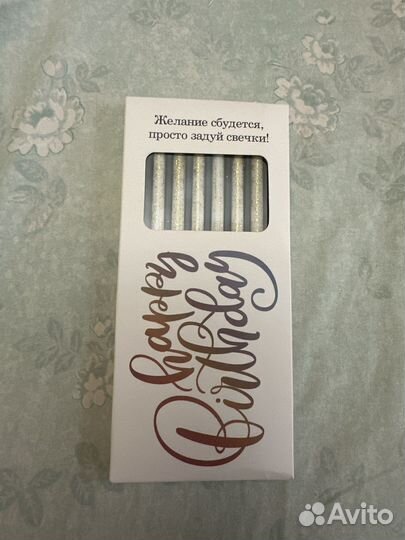 Желание сбудется,
просто задуй свечки!
happy
Birthday
Avito